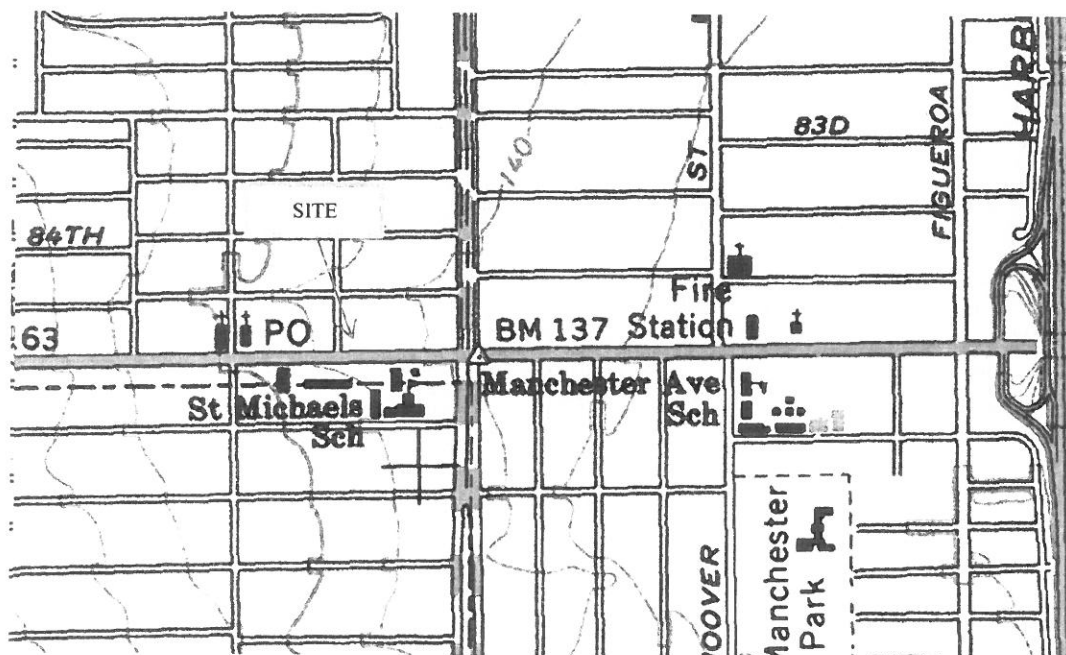 HARB
83D
FIGUEROA
ST
140
SITE
84TH
Fire
Station
63
PO
BM 137
Manchester Ave
Sch
St Michaels
Sch
OOVER
Manchester
Park